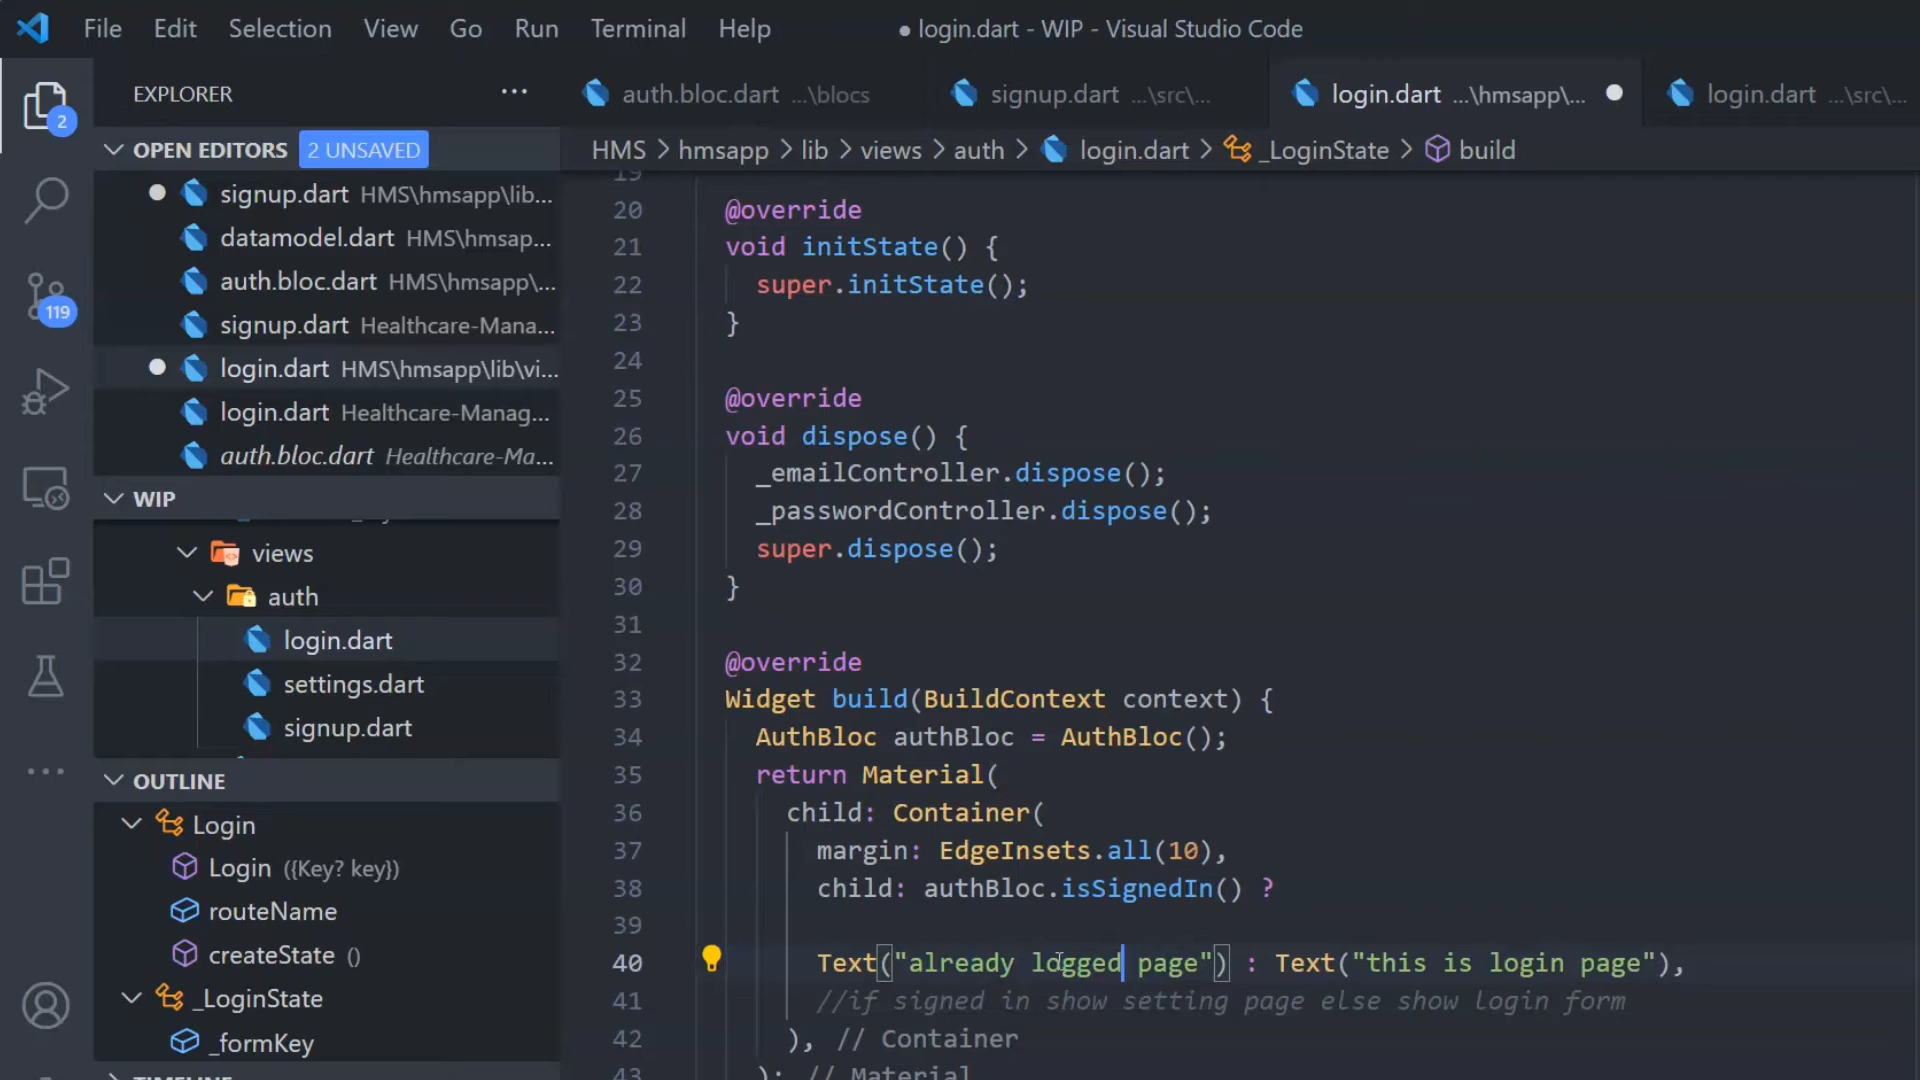 File Edit Selection View Go Run Terminal Help
● login.dart - WIP - Visual Studio Code
EXPLORER ···
auth.bloc.dart ...\blocs
signup.dart ...\src\...
login.dart ...\hmsapp\...
login.dart ...\src\...
OPEN EDITORS 2 UNSAVED
HMS > hmsapp > lib > views > auth > login.dart > _LoginState > build
2
119
signup.dart HMS\hmsapp\lib...
datamodel.dart HMS\hmsap...
auth.bloc.dart HMS\hmsapp\...
signup.dart Healthcare-Mana...
login.dart HMS\hmsapp\lib\vi...
login.dart Healthcare-Manag...
auth.bloc.dart Healthcare-Ma...
WIP
views
auth
login.dart
settings.dart
signup.dart
OUTLINE
Login
Login ({Key? key})
routeName
createState ()
_LoginState
_formKey
TIMELINE
19
20 @override
21 void initState() {
22 super.initState();
23 }
24
25 @override
26 void dispose() {
27 _emailController.dispose();
28 _passwordController.dispose();
29 super.dispose();
30 }
31
32 @override
33 Widget build(BuildContext context) {
34 AuthBloc authBloc = AuthBloc();
35 return Material(
36 child: Container(
37 margin: EdgeInsets.all(10),
38 child: authBloc.isSignedIn() ?
39
40 Text("already logged page") : Text("this is login page"),
41 //if signed in show setting page else show login form
42 ), // Container
43 ); // Material